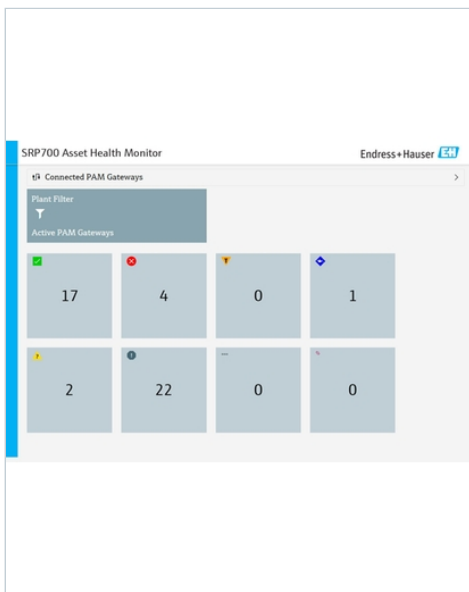 SRP700 Asset Health Monitor
Endress+Hauser EH
Connected PAM Gateways
Plant Filter
Active PAM Gateways
17
4
0
1
2
22
0
0